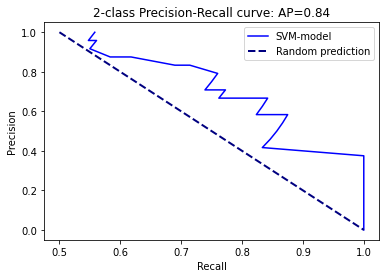 2-class Precision-Recall curve: AP=0.84
SVM-model
Random prediction
Precision
1.0
0.8
0.6
0.4
0.2
0.0
0.5
0.6
0.7
0.8
0.9
1.0
Recall